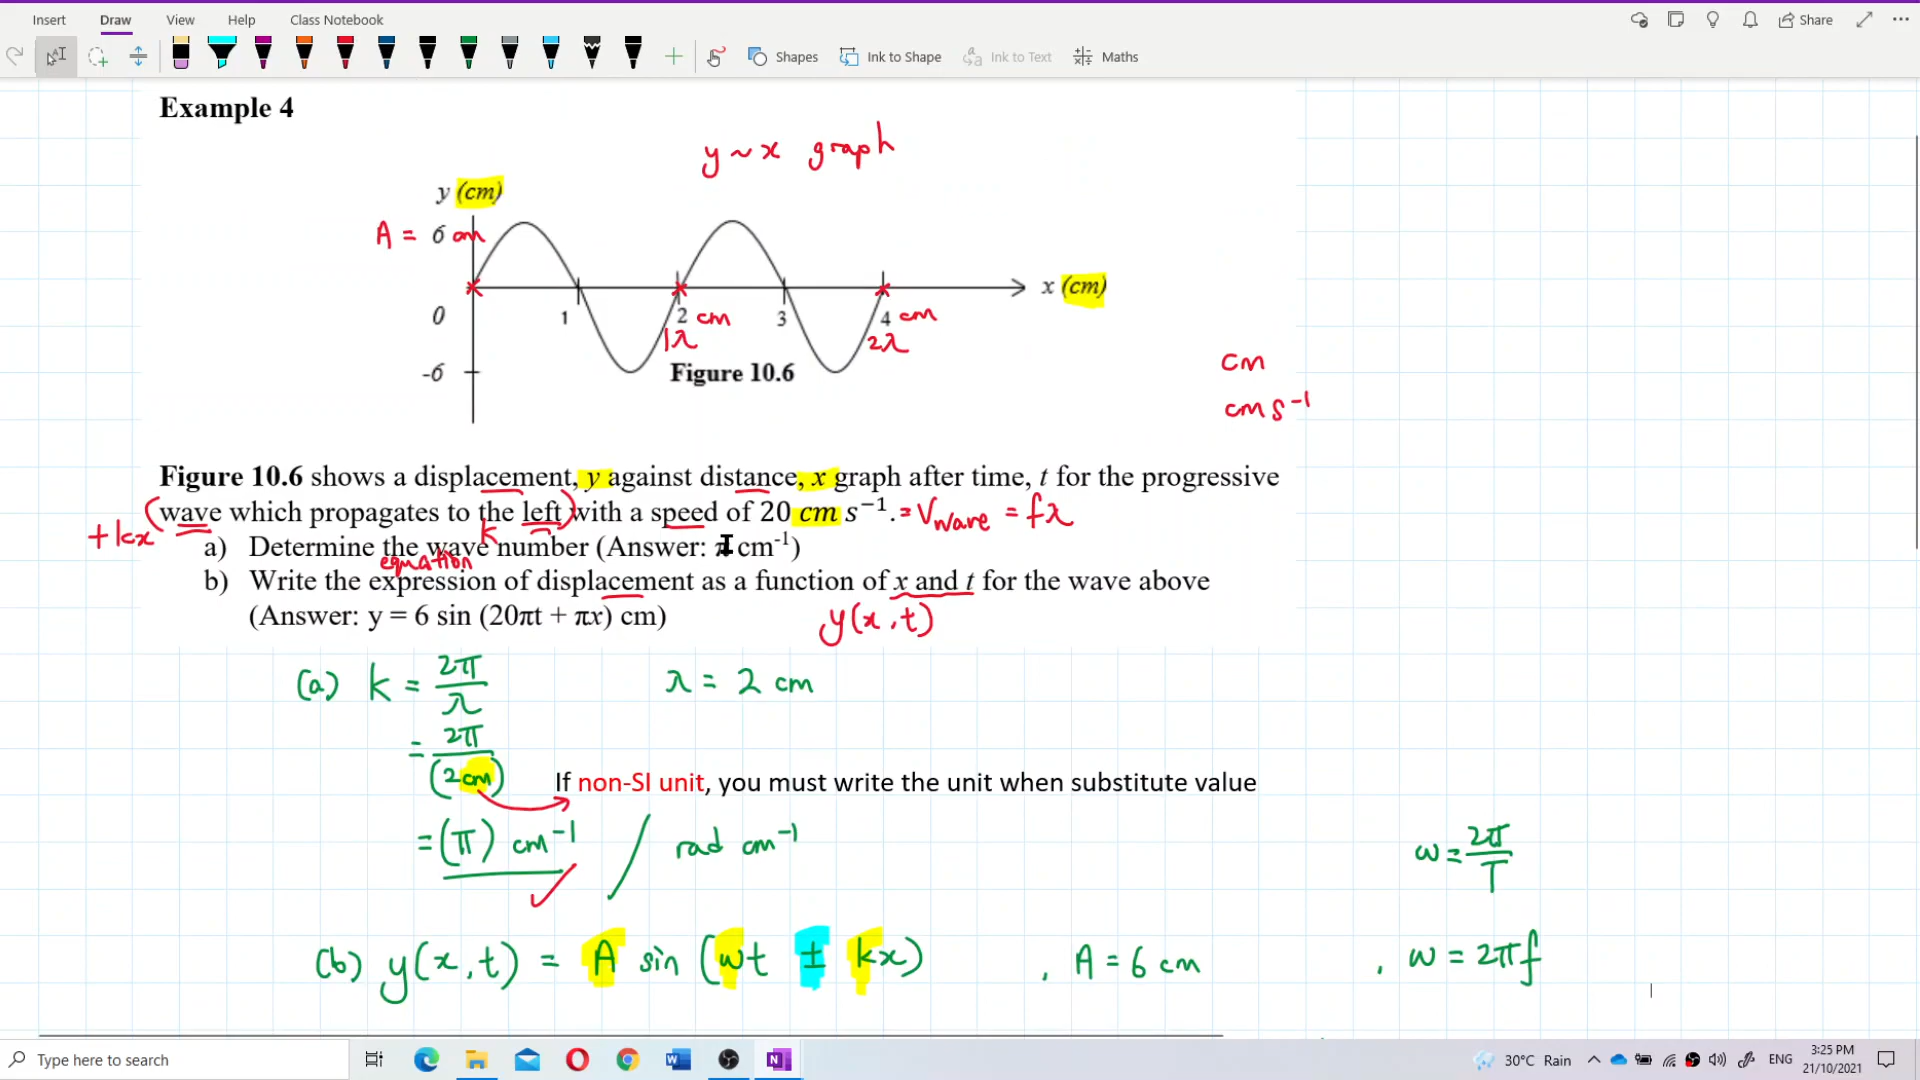 Insert Draw View Help Class Notebook Share
Shapes Ink to Shape Ink to Text Maths
Example 4
y ~ x graph
y (cm)
A = 6 cm
x (cm)
0 1 2 cm 3 4 cm
1λ 2λ
-6
Figure 10.6
cm
cm s⁻¹
Figure 10.6 shows a displacement, y against distance, x graph after time, t for the progressive
(wave which propagates to the left) with a speed of 20 cm s⁻¹. = Vwave = fλ
+kx
k
a) Determine the wave number (Answer: π cm⁻¹)
equation
b) Write the expression of displacement as a function of x and t for the wave above
(Answer: y = 6 sin (20πt + πx) cm)
y(x,t)
(a) k = 2π/λ λ = 2 cm
= 2π/(2cm)
If non-SI unit, you must write the unit when substitute value
= (π) cm⁻¹ / rad cm⁻¹
ω = 2π/T
(b) y(x,t) = A sin (ωt ± kx) , A = 6 cm , ω = 2πf
Type here to search
30°C Rain ENG 3:25 PM
21/10/2021